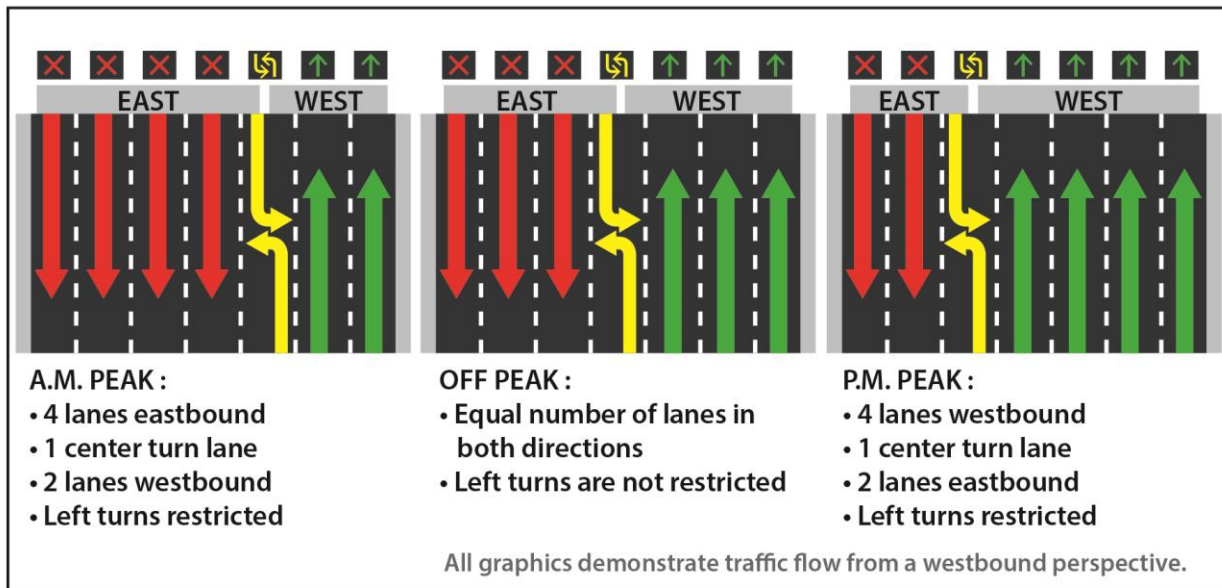 EAST WEST
EAST WEST
EAST WEST
A.M. PEAK :
• 4 lanes eastbound
• 1 center turn lane
• 2 lanes westbound
• Left turns restricted
OFF PEAK :
• Equal number of lanes in
both directions
• Left turns are not restricted
P.M. PEAK :
• 4 lanes westbound
• 1 center turn lane
• 2 lanes eastbound
• Left turns restricted
All graphics demonstrate traffic flow from a westbound perspective.